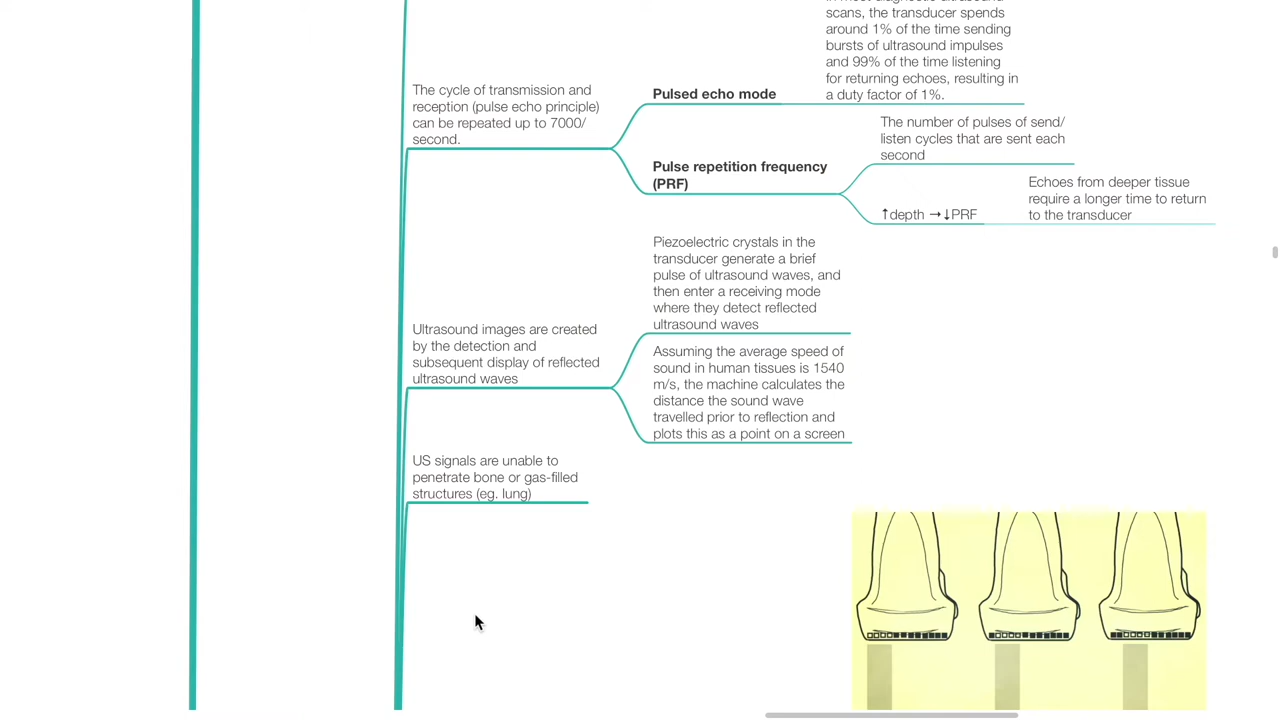 scans, the transducer spends
around 1% of the time sending
bursts of ultrasound impulses
and 99% of the time listening
for returning echoes, resulting in
a duty factor of 1%.
The cycle of transmission and
reception (pulse echo principle)
can be repeated up to 7000/
second.
Pulsed echo mode
Pulse repetition frequency
(PRF)
The number of pulses of send/
listen cycles that are sent each
second
↑depth →↓PRF
Echoes from deeper tissue
require a longer time to return
to the transducer
Ultrasound images are created
by the detection and
subsequent display of reflected
ultrasound waves
Piezoelectric crystals in the
transducer generate a brief
pulse of ultrasound waves, and
then enter a receiving mode
where they detect reflected
ultrasound waves
Assuming the average speed of
sound in human tissues is 1540
m/s, the machine calculates the
distance the sound wave
travelled prior to reflection and
plots this as a point on a screen
US signals are unable to
penetrate bone or gas-filled
structures (eg. lung)